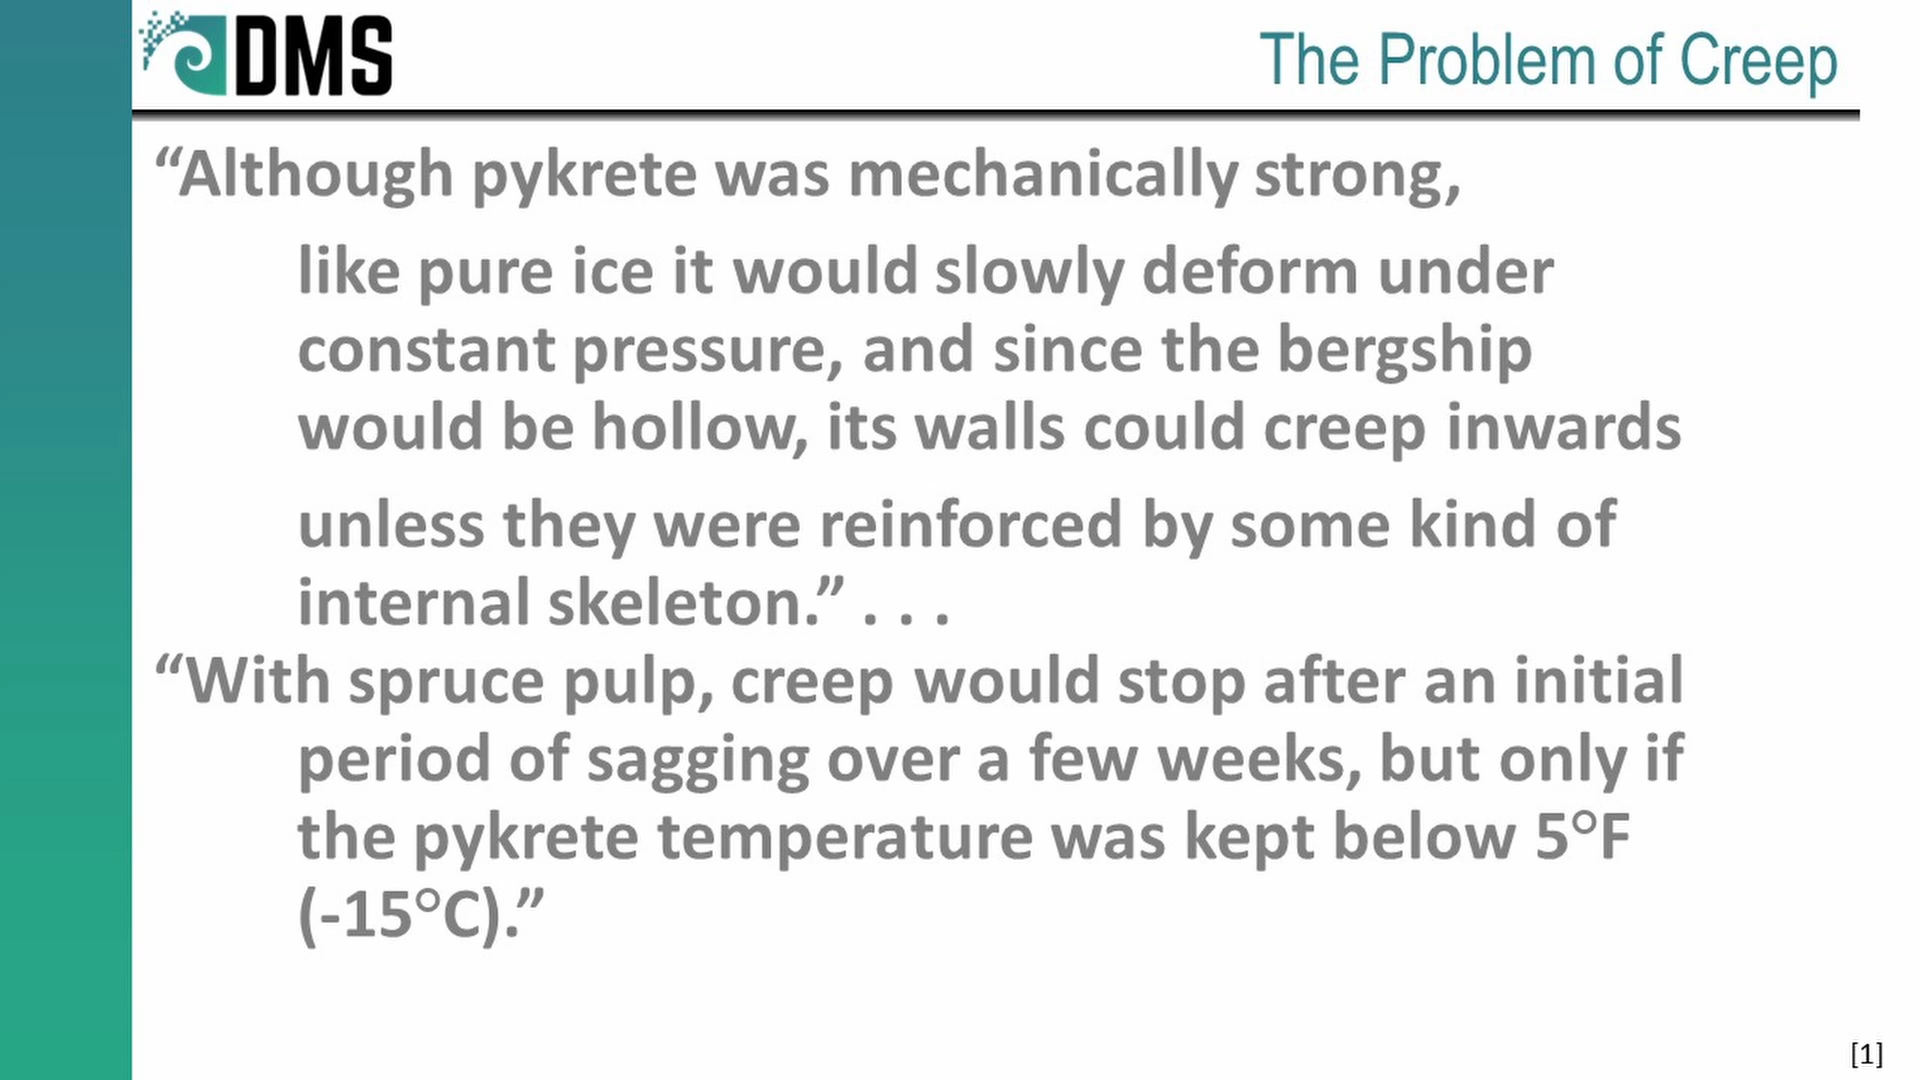 DMS
The Problem of Creep
“Although pykrete was mechanically strong,
like pure ice it would slowly deform under
constant pressure, and since the bergship
would be hollow, its walls could creep inwards
unless they were reinforced by some kind of
internal skeleton.” . . .
“With spruce pulp, creep would stop after an initial
period of sagging over a few weeks, but only if
the pykrete temperature was kept below 5°F
(-15°C).”
[1]